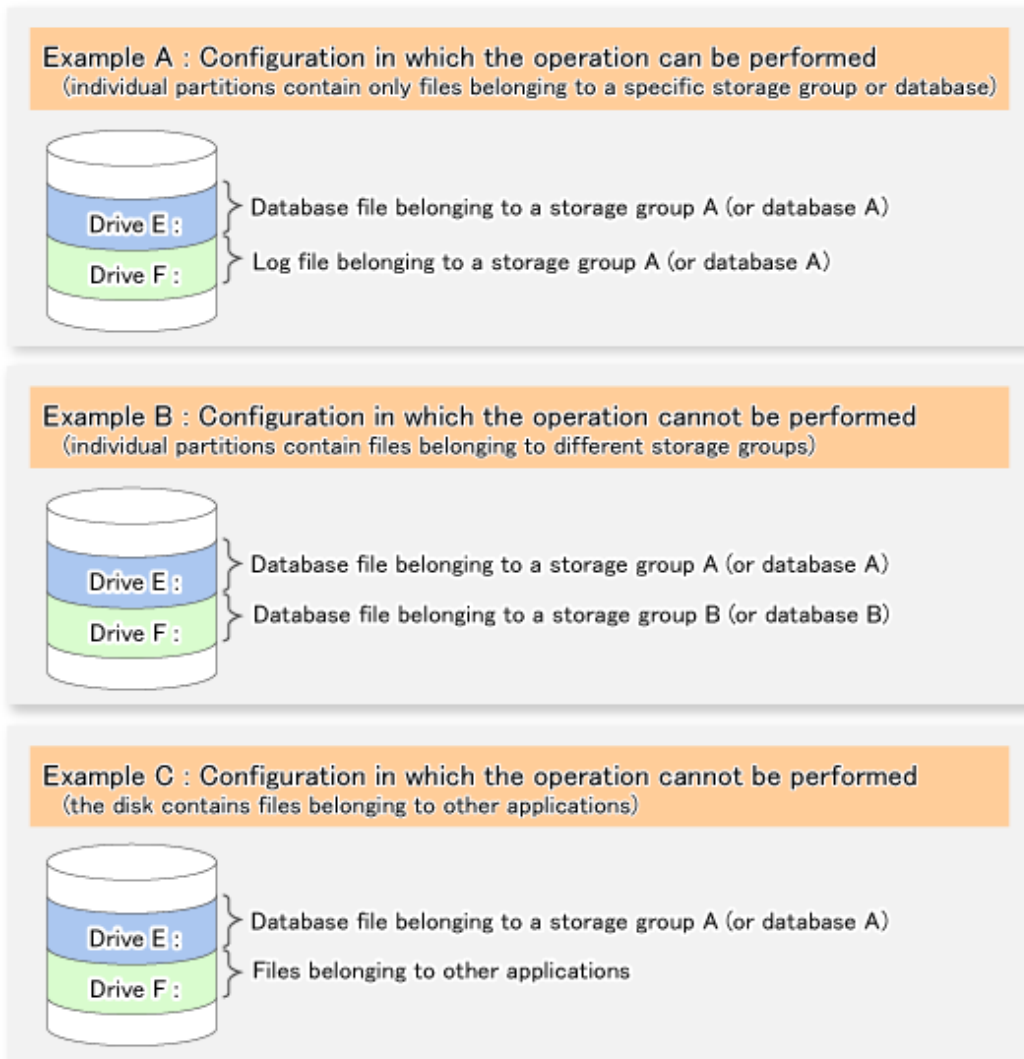 Example A : Configuration in which the operation can be performed
(individual partitions contain only files belonging to a specific storage group or database)
Drive E :
Database file belonging to a storage group A (or database A)
Drive F :
Log file belonging to a storage group A (or database A)
Example B : Configuration in which the operation cannot be performed
(individual partitions contain files belonging to different storage groups)
Drive E :
Database file belonging to a storage group A (or database A)
Drive F :
Database file belonging to a storage group B (or database B)
Example C : Configuration in which the operation cannot be performed
(the disk contains files belonging to other applications)
Drive E :
Database file belonging to a storage group A (or database A)
Drive F :
Files belonging to other applications